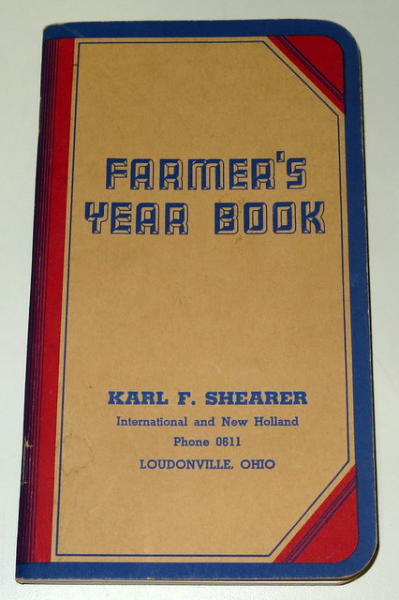 FARMER'S
YEAR BOOK
KARL F. SHEARER
International and New Holland
Phone 0611
LOUDONVILLE, OHIO